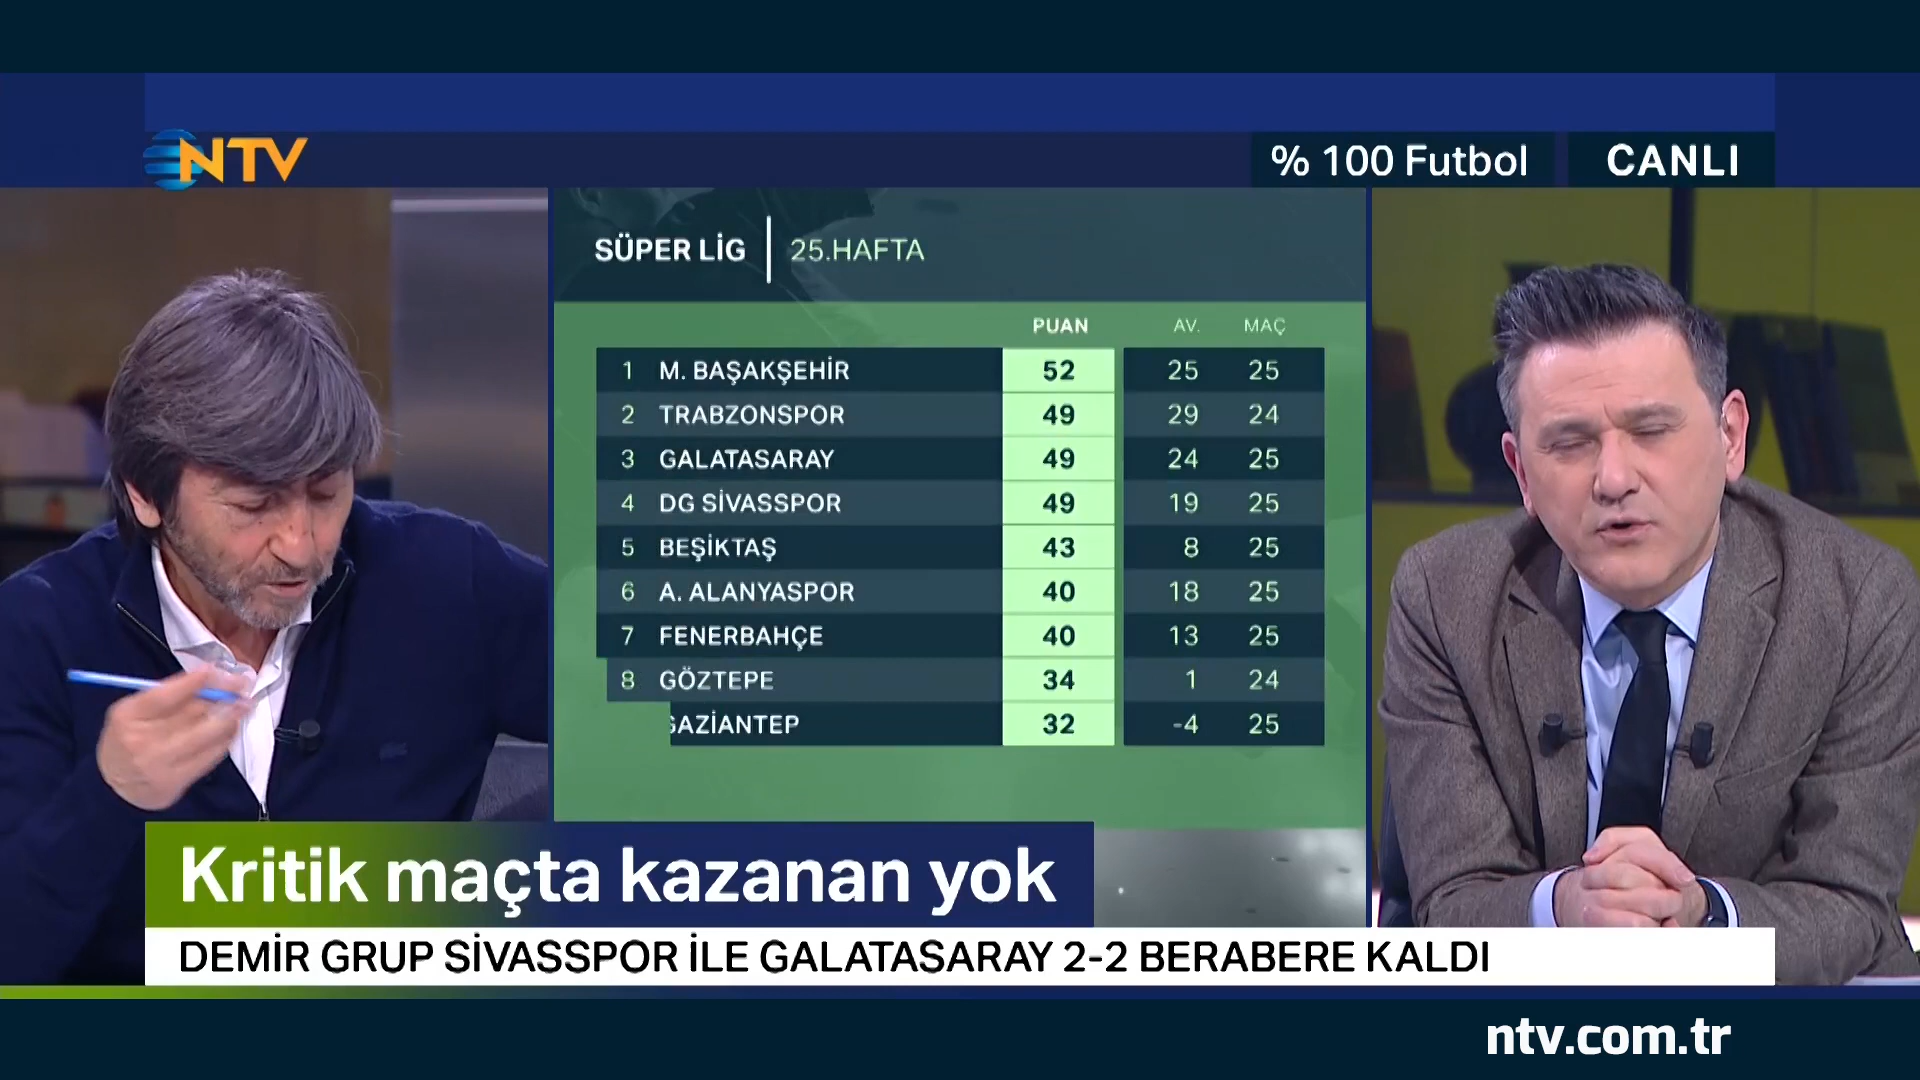 NTV
% 100 Futbol
CANLI
SÜPER LİG
25.HAFTA
PUAN AV. MAÇ
1 M. BAŞAKŞEHİR 52 25 25
2 TRABZONSPOR 49 29 24
3 GALATASARAY 49 24 25
4 DG SİVASSPOR 49 19 25
5 BEŞİKTAŞ 43 8 25
6 A. ALANYASPOR 40 18 25
7 FENERBAHÇE 40 13 25
8 GÖZTEPE 34 1 24
GAZİANTEP 32 -4 25
Kritik maçta kazanan yok
DEMİR GRUP SİVASSPOR İLE GALATASARAY 2-2 BERABERE KALDI
ntv.com.tr